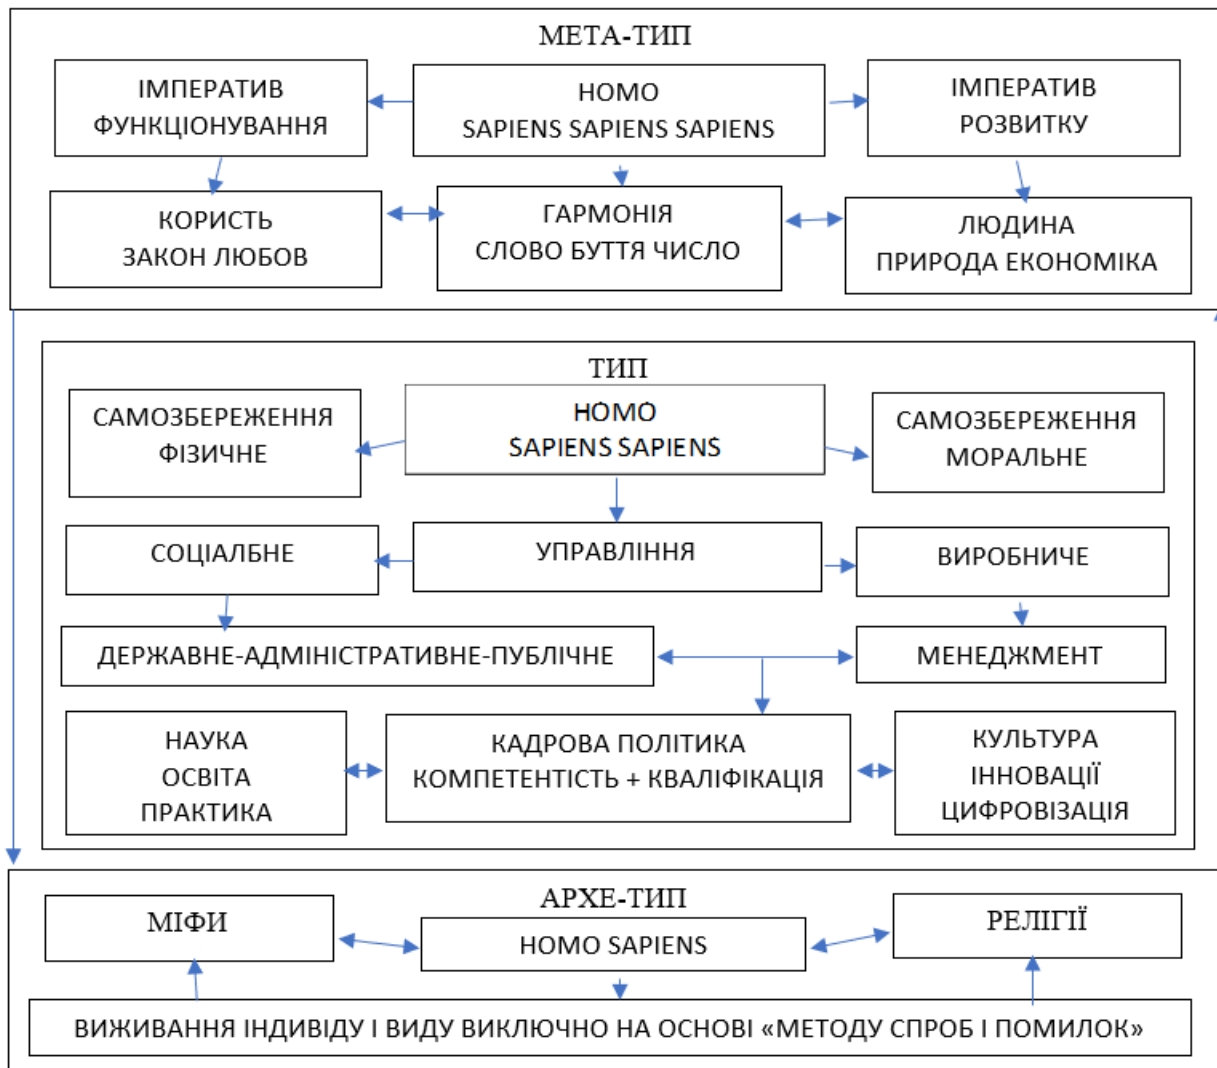 МЕТА-ТИП
ІМПЕРАТИВ
ФУНКЦІОНУВАННЯ
HOMO
SAPIENS SAPIENS SAPIENS
ІМПЕРАТИВ
РОЗВИТКУ
КОРИСТЬ
ЗАКОН ЛЮБОВ
ГАРМОНІЯ
СЛОВО БУТТЯ ЧИСЛО
ЛЮДИНА
ПРИРОДА ЕКОНОМІКА
ТИП
САМОЗБЕРЕЖЕННЯ
ФІЗИЧНЕ
HOMO
SAPIENS SAPIENS
САМОЗБЕРЕЖЕННЯ
МОРАЛЬНЕ
СОЦІАЛБНЕ
УПРАВЛІННЯ
ВИРОБНИЧЕ
ДЕРЖАВНЕ-АДМІНІСТРАТИВНЕ-ПУБЛІЧНЕ
МЕНЕДЖМЕНТ
НАУКА
ОСВІТА
ПРАКТИКА
КАДРОВА ПОЛІТИКА
КОМПЕТЕНТІСТЬ + КВАЛІФІКАЦІЯ
КУЛЬТУРА
ІННОВАЦІЇ
ЦИФРОВІЗАЦІЯ
АРХЕ-ТИП
МІФИ
HOMO SAPIENS
РЕЛІГІЇ
ВИЖИВАННЯ ІНДИВІДУ І ВИДУ ВИКЛЮЧНО НА ОСНОВІ «МЕТОДУ СПРОБ І ПОМИЛОК»